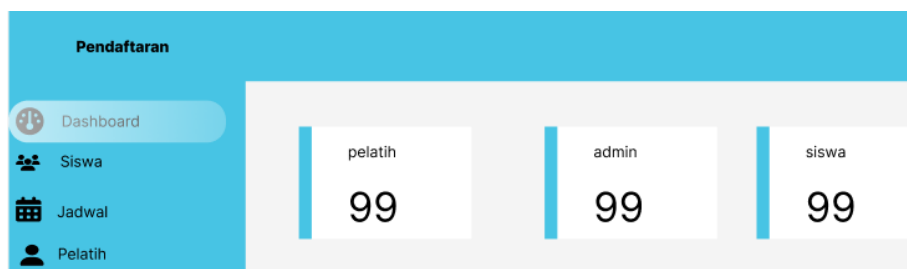 Pendaftaran
Dashboard
Siswa
Jadwal
Pelatih
pelatih
99
admin
99
siswa
99